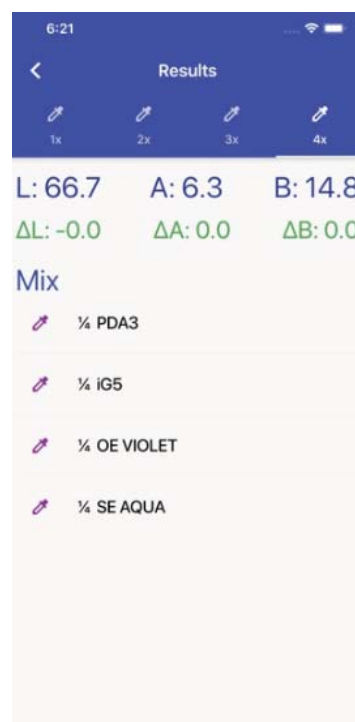 6:21
Results
1x 2x 3x 4x
L: 66.7 A: 6.3 B: 14.8
ΔL: -0.0 ΔA: 0.0 ΔB: 0.0
Mix
¼ PDA3
¼ iG5
¼ OE VIOLET
¼ SE AQUA